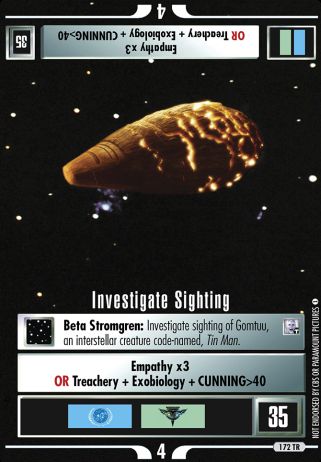 4
Empathy x3
OR Treachery + Exobiology + CUNNING>40
35
Investigate Sighting
Beta Stromgren: Investigate sighting of Gomtuu,
an interstellar creature code-named, Tin Man.
Empathy x3
OR Treachery + Exobiology + CUNNING>40
35
4
172 TR
NOT ENDORSED BY CBS OR PARAMOUNT PICTURES